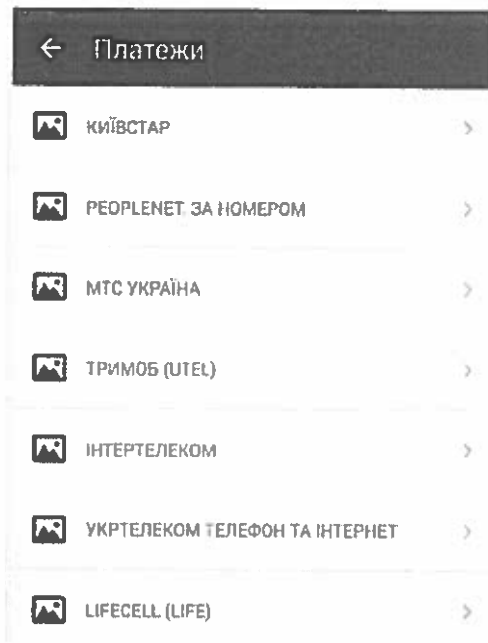 Платежи
КИЇВСТАР
PEOPLENET ЗА НОМЕРОМ
МТС УКРАЇНА
ТРИМОБ (UTEL)
ІНТЕРТЕЛЕКОМ
УКРТЕЛЕКОМ ТЕЛЕФОН ТА ІНТЕРНЕТ
LIFECELL (LIFE)